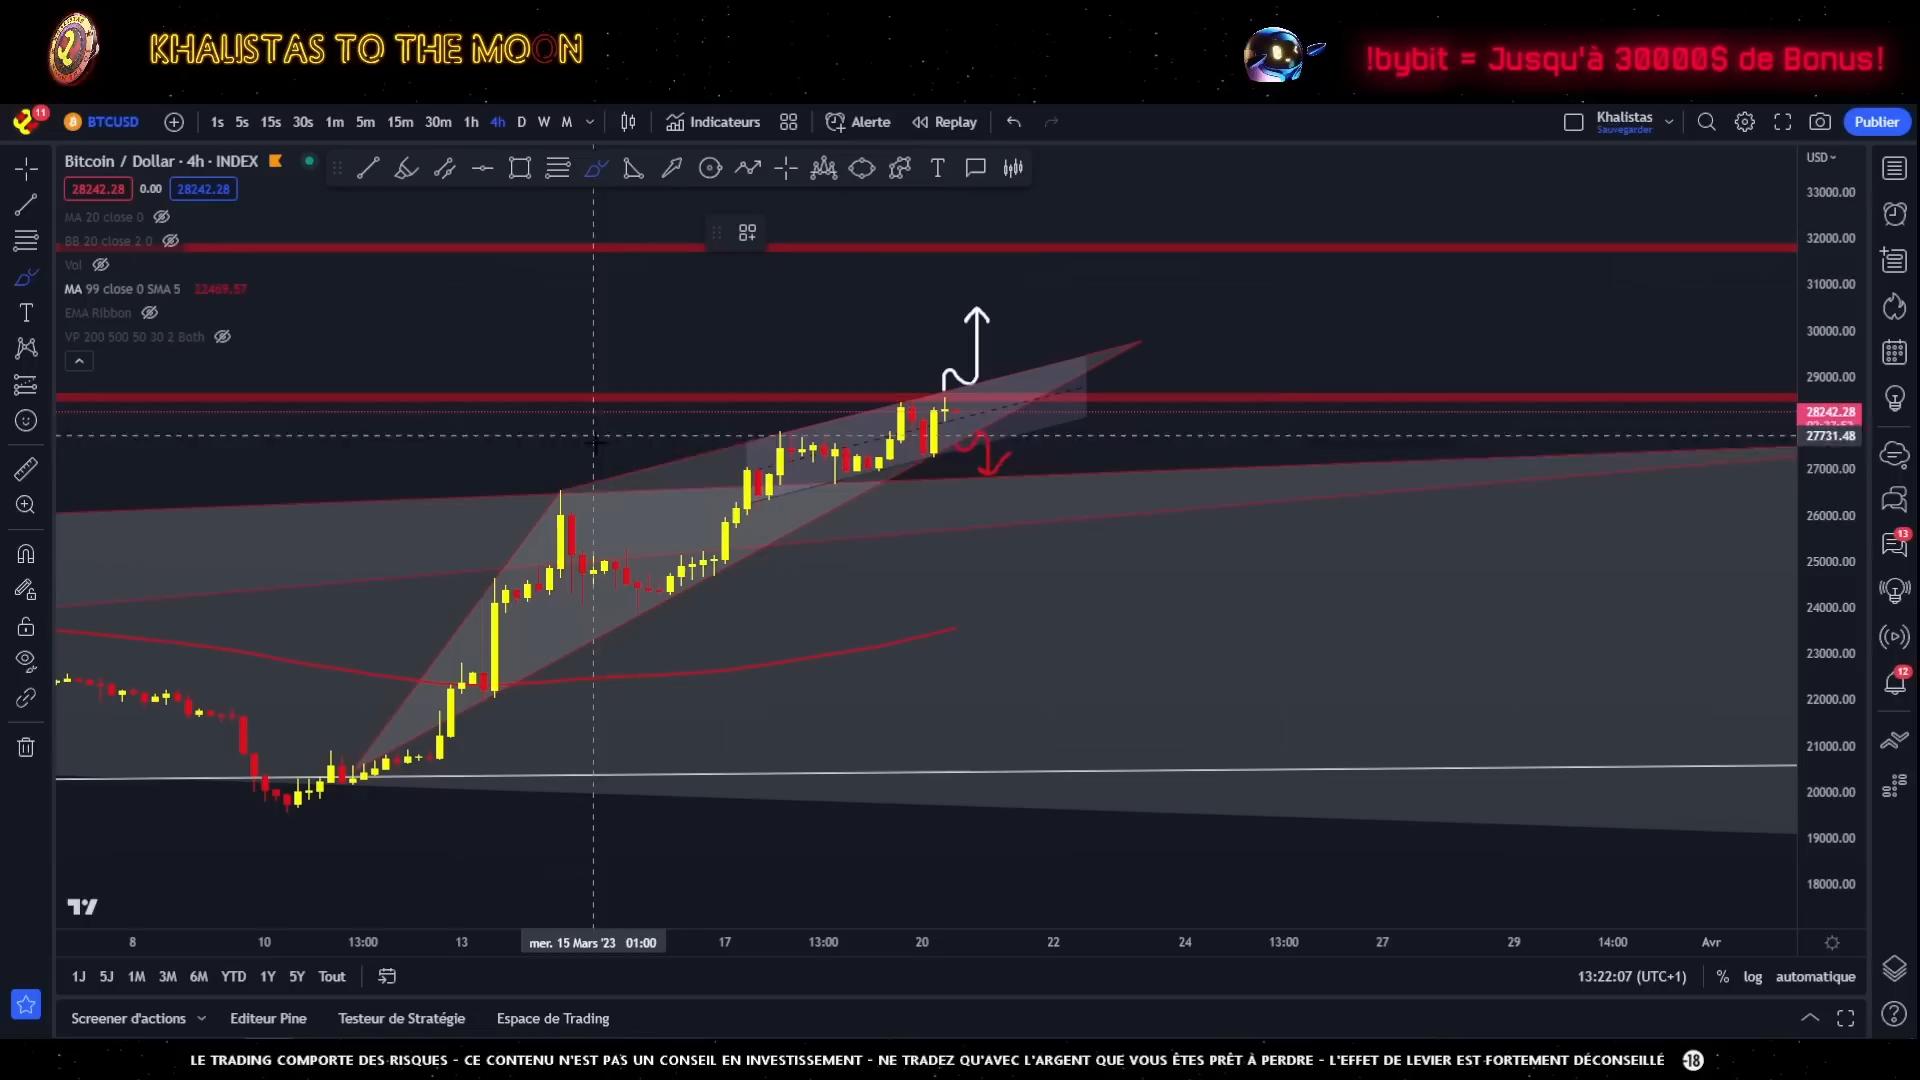 KHALISTAS TO THE MOON
!bybit = Jusqu'à 30000$ de Bonus!
11
BTCUSD
1s 5s 15s 30s 1m 5m 15m 30m 1h 4h D W M
Indicateurs
Alerte
Replay
Khalistas
Sauvegarder
Publier
Bitcoin / Dollar · 4h · INDEX
28242.28 0.00 28242.28
MA 20 close 0
BB 20 close 2 0
Vol
MA 99 close 0 SMA 5 22469.57
EMA Ribbon
VP 200 500 50 30 2 Both
USD
33000.00
32000.00
31000.00
30000.00
29000.00
28242.28
27731.48
27000.00
26000.00
25000.00
24000.00
23000.00
22000.00
21000.00
20000.00
19000.00
18000.00
13
12
8 10 13:00 13 mer. 15 Mars '23 01:00 17 13:00 20 22 24 13:00 27 29 14:00 Avr
1J 5J 1M 3M 6M YTD 1Y 5Y Tout
13:22:07 (UTC+1) % log automatique
Screener d'actions Editeur Pine Testeur de Stratégie Espace de Trading
LE TRADING COMPORTE DES RISQUES - CE CONTENU N'EST PAS UN CONSEIL EN INVESTISSEMENT - NE TRADEZ QU'AVEC L'ARGENT QUE VOUS ÊTES PRÊT À PERDRE - L'EFFET DE LEVIER EST FORTEMENT DÉCONSEILLÉ -18